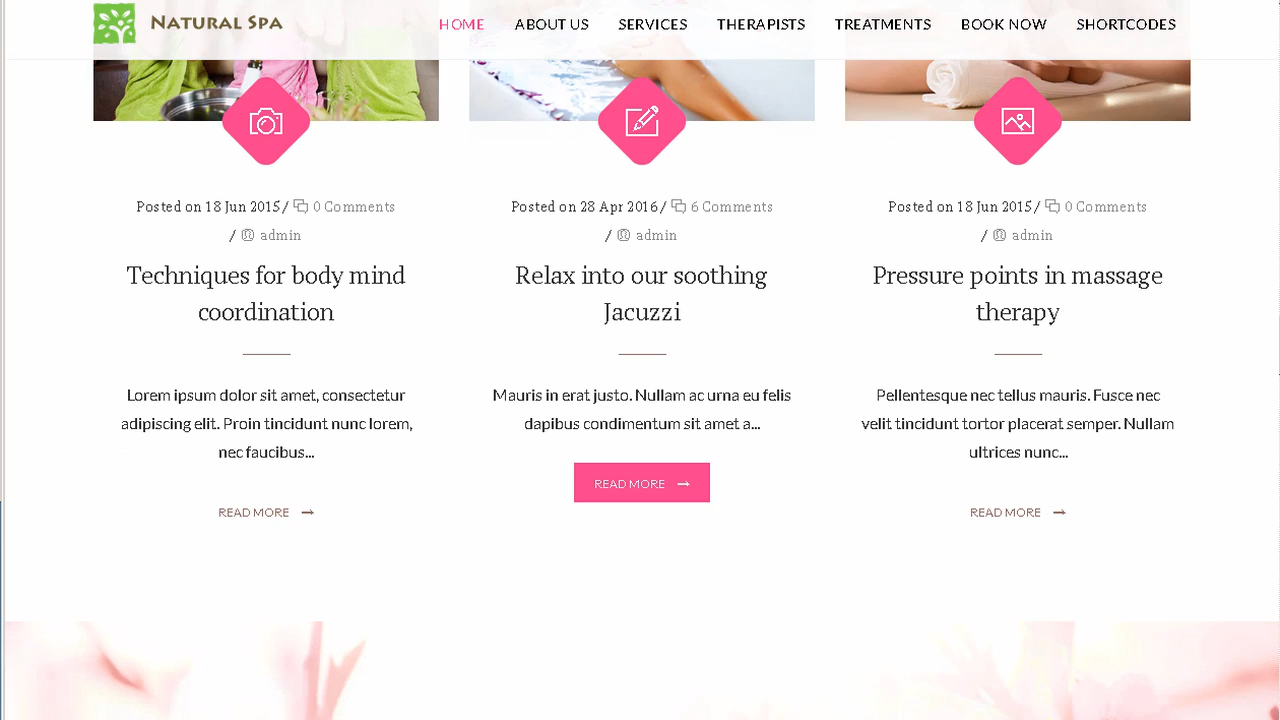 NATURAL SPA
HOME ABOUT US SERVICES THERAPISTS TREATMENTS BOOK NOW SHORTCODES
Posted on 18 Jun 2015 / 0 Comments
/ admin
Techniques for body mind
coordination
Lorem ipsum dolor sit amet, consectetur
adipiscing elit. Proin tincidunt nunc lorem,
nec faucibus...
READ MORE
Posted on 28 Apr 2016 / 6 Comments
/ admin
Relax into our soothing
Jacuzzi
Mauris in erat justo. Nullam ac urna eu felis
dapibus condimentum sit amet a...
READ MORE
Posted on 18 Jun 2015 / 0 Comments
/ admin
Pressure points in massage
therapy
Pellentesque nec tellus mauris. Fusce nec
velit tincidunt tortor placerat semper. Nullam
ultrices nunc...
READ MORE